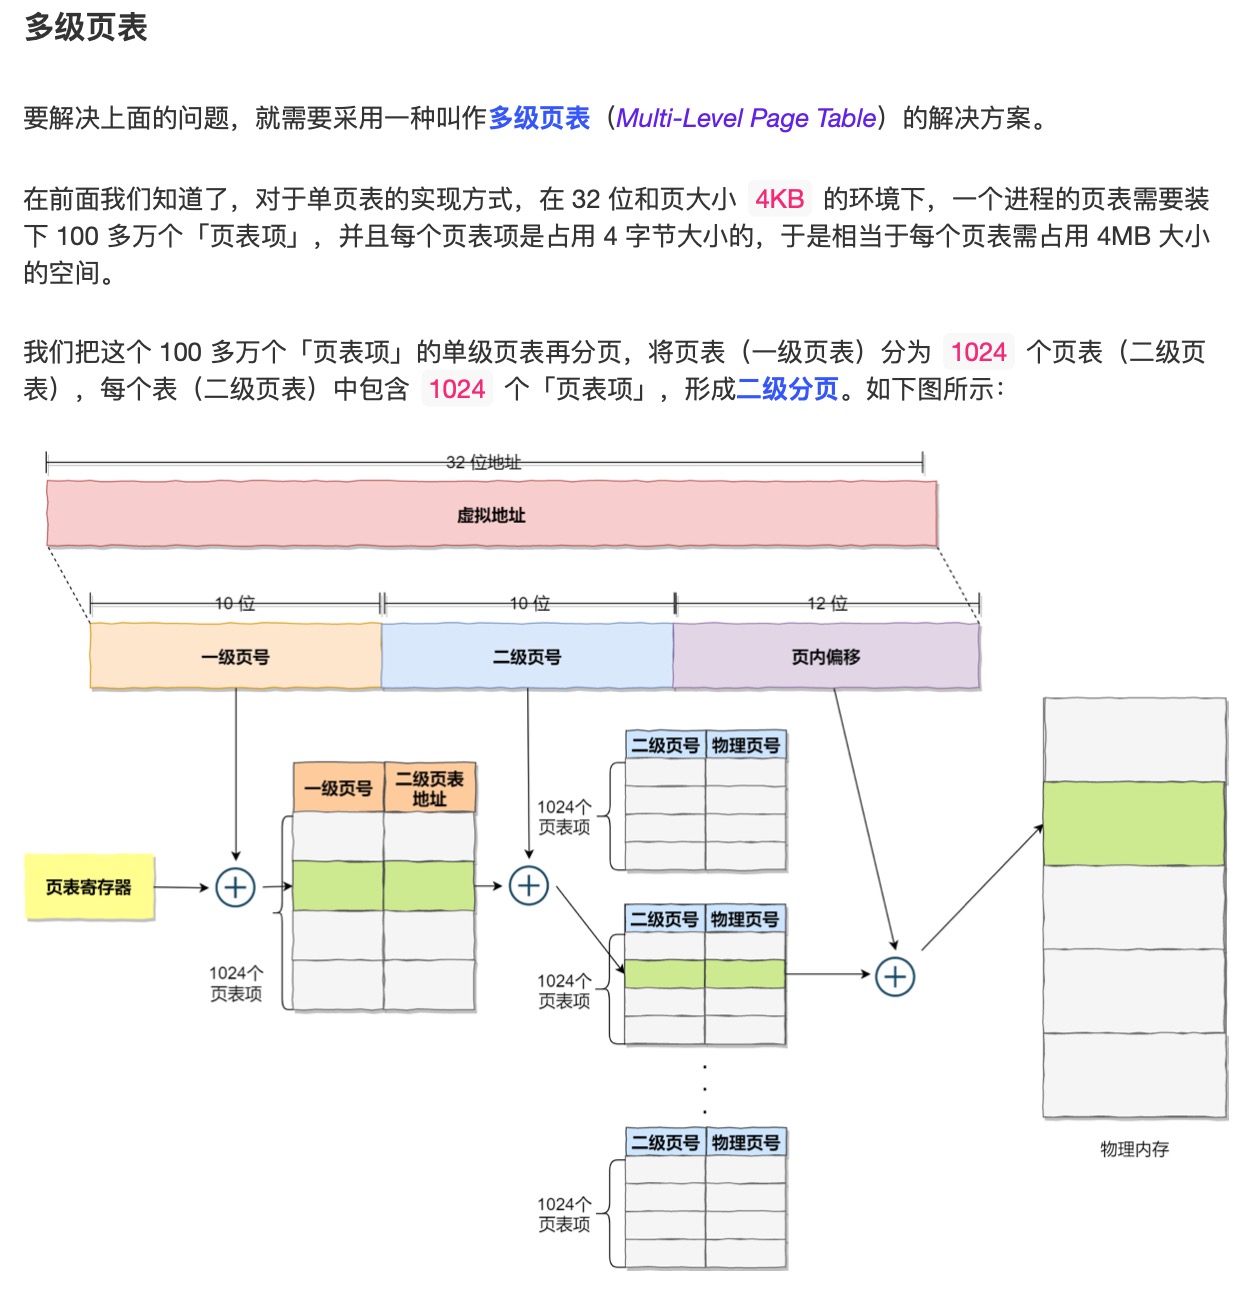 多级页表
要解决上面的问题，就需要采用一种叫作多级页表（Multi-Level Page Table）的解决方案。
在前面我们知道了，对于单页表的实现方式，在 32 位和页大小 4KB 的环境下，一个进程的页表需要装
下 100 多万个「页表项」，并且每个页表项是占用 4 字节大小的，于是相当于每个页表需占用 4MB 大小
的空间。
我们把这个 100 多万个「页表项」的单级页表再分页，将页表（一级页表）分为 1024 个页表（二级页
表），每个表（二级页表）中包含 1024 个「页表项」，形成二级分页。如下图所示：
32 位地址
虚拟地址
10 位
10 位
12 位
一级页号
二级页号
页内偏移
二级页号
物理页号
一级页号
二级页表
地址
1024个
页表项
页表寄存器
二级页号
物理页号
1024个
页表项
1024个
页表项
二级页号
物理页号
物理内存
1024个
页表项